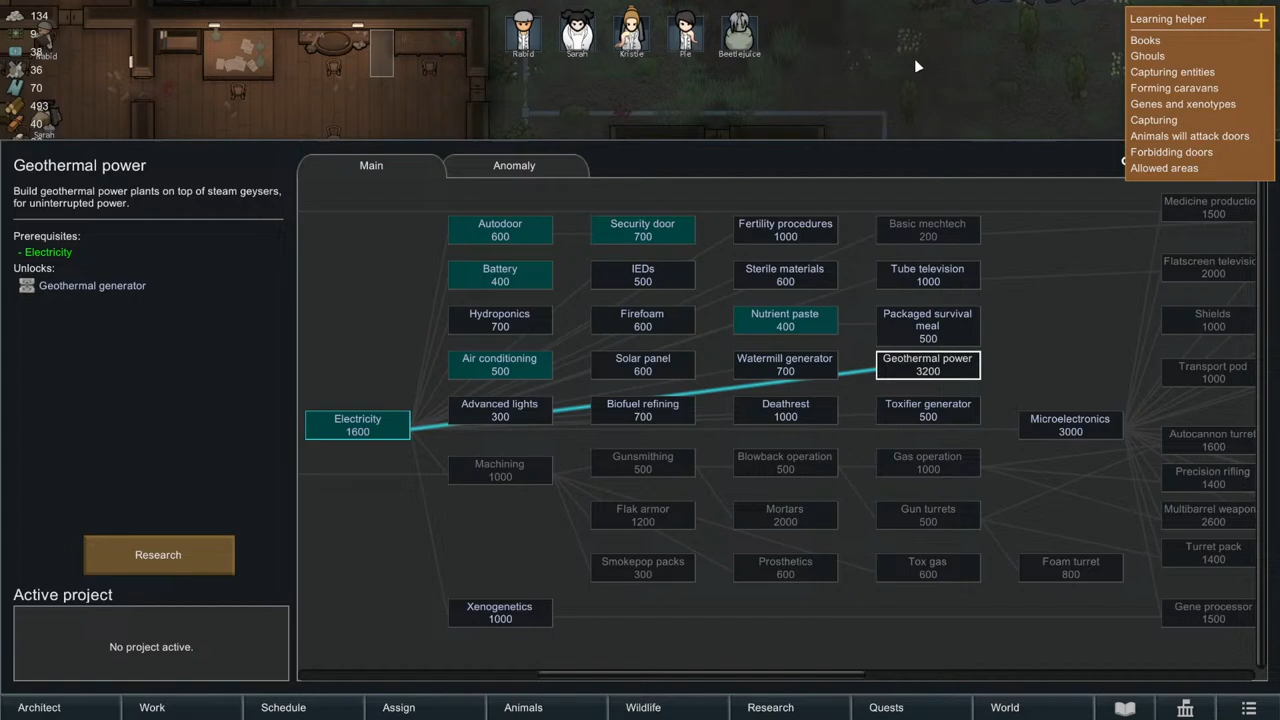 134
9
38
36
70
493
40
Rabid
Sarah
Rabid
Sarah
Kristie
Pie
Beetlejuice
Learning helper
Books
Ghouls
Capturing entities
Forming caravans
Genes and xenotypes
Capturing
Animals will attack doors
Forbidding doors
Allowed areas
Geothermal power
Build geothermal power plants on top of steam geysers,
for uninterrupted power.
Prerequisites:
- Electricity
Unlocks:
Geothermal generator
Research
Active project
No project active.
Main
Anomaly
Electricity
1600
Autodoor
600
Security door
700
Fertility procedures
1000
Basic mechtech
200
Medicine productio
1500
Battery
400
IEDs
500
Sterile materials
600
Tube television
1000
Flatscreen televisio
2000
Hydroponics
700
Firefoam
600
Nutrient paste
400
Packaged survival
meal
500
Shields
1000
Air conditioning
500
Solar panel
600
Watermill generator
700
Geothermal power
3200
Transport pod
1000
Advanced lights
300
Biofuel refining
700
Deathrest
1000
Toxifier generator
500
Microelectronics
3000
Autocannon turret
1600
Machining
1000
Gunsmithing
500
Blowback operation
500
Gas operation
1000
Precision rifling
1400
Flak armor
1200
Mortars
2000
Gun turrets
500
Multibarrel weapon
2600
Smokepop packs
300
Prosthetics
600
Tox gas
600
Foam turret
800
Turret pack
1400
Xenogenetics
1000
Gene processor
1500
Architect
Work
Schedule
Assign
Animals
Wildlife
Research
Quests
World